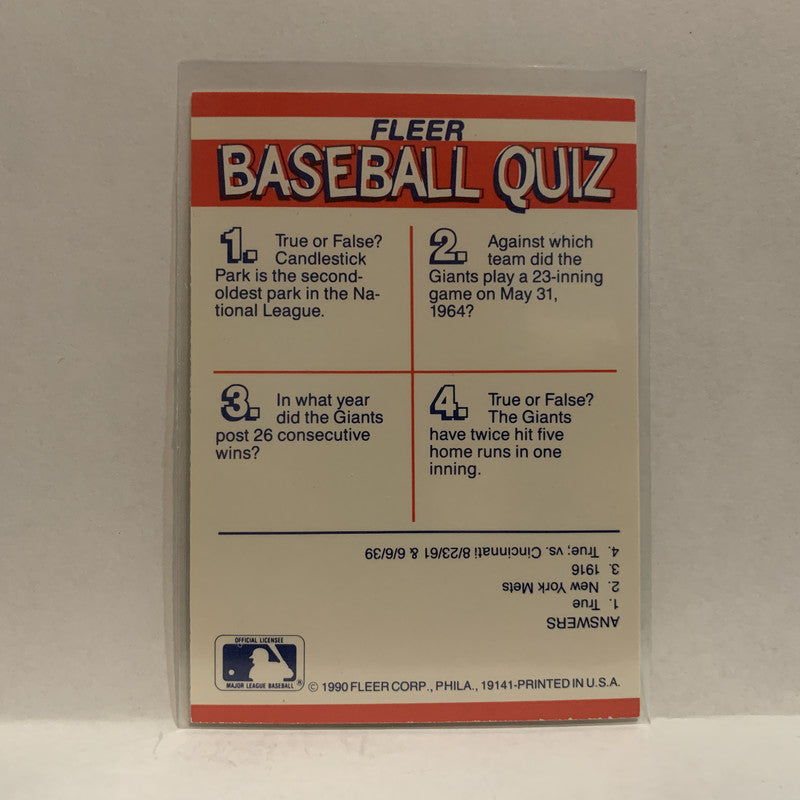 FLEER
BASEBALL QUIZ
1. True or False?
Candlestick
Park is the second-
oldest park in the Na-
tional League.
2. Against which
team did the
Giants play a 23-inning
game on May 31,
1964?
3. In what year
did the Giants
post 26 consecutive
wins?
4. True or False?
The Giants
have twice hit five
home runs in one
inning.
ANSWERS
1. True
2. New York Mets
3. 1916
4. True; vs. Cincinnati 8/23/61 & 6/6/39
OFFICIAL LICENSEE
MAJOR LEAGUE BASEBALL ®
© 1990 FLEER CORP., PHILA., 19141-PRINTED IN U.S.A.